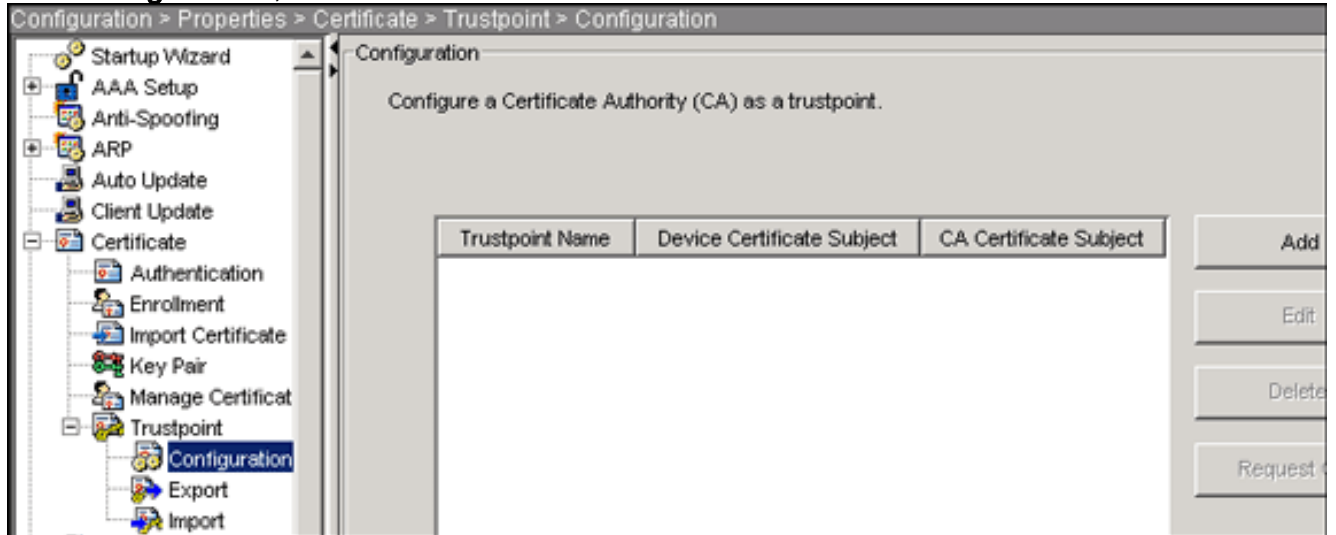 Configuration > Properties > Certificate > Trustpoint > Configuration
Startup Wizard
AAA Setup
Anti-Spoofing
ARP
Auto Update
Client Update
Certificate
Authentication
Enrollment
Import Certificate
Key Pair
Manage Certificat
Trustpoint
Configuration
Export
Import
Configuration
Configure a Certificate Authority (CA) as a trustpoint.
Trustpoint Name Device Certificate Subject CA Certificate Subject
Add
Edit
Delete
Request